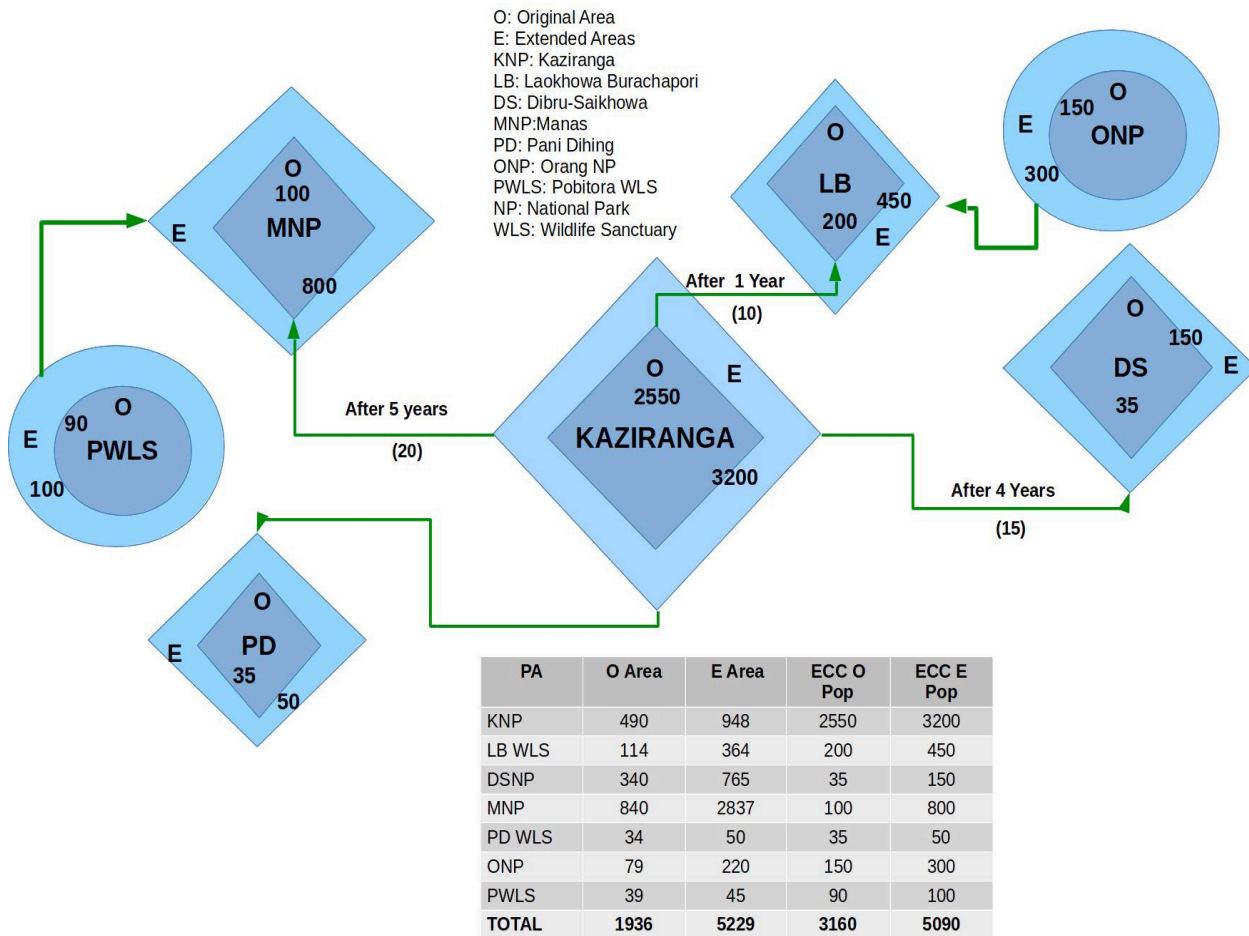 O: Original Area
E: Extended Areas
KNP: Kaziranga
LB: Laokhowa Burachapori
DS: Dibru-Saikhowa
MNP:Manas
PD: Pani Dihing
ONP: Orang NP
PWLS: Pobitora WLS
NP: National Park
WLS: Wildlife Sanctuary
O
100
MNP
E
800
O
LB
450
200
E
O
150
E
ONP
300
After 1 Year
(10)
O
150
DS
E
35
O
E
2550
KAZIRANGA
3200
After 5 years
(20)
O
90
E
PWLS
100
After 4 Years
(15)
O
PD
E
35
50
PA O Area E Area ECC O Pop ECC E Pop
KNP 490 948 2550 3200
LB WLS 114 364 200 450
DSNP 340 765 35 150
MNP 840 2837 100 800
PD WLS 34 50 35 50
ONP 79 220 150 300
PWLS 39 45 90 100
TOTAL 1936 5229 3160 5090